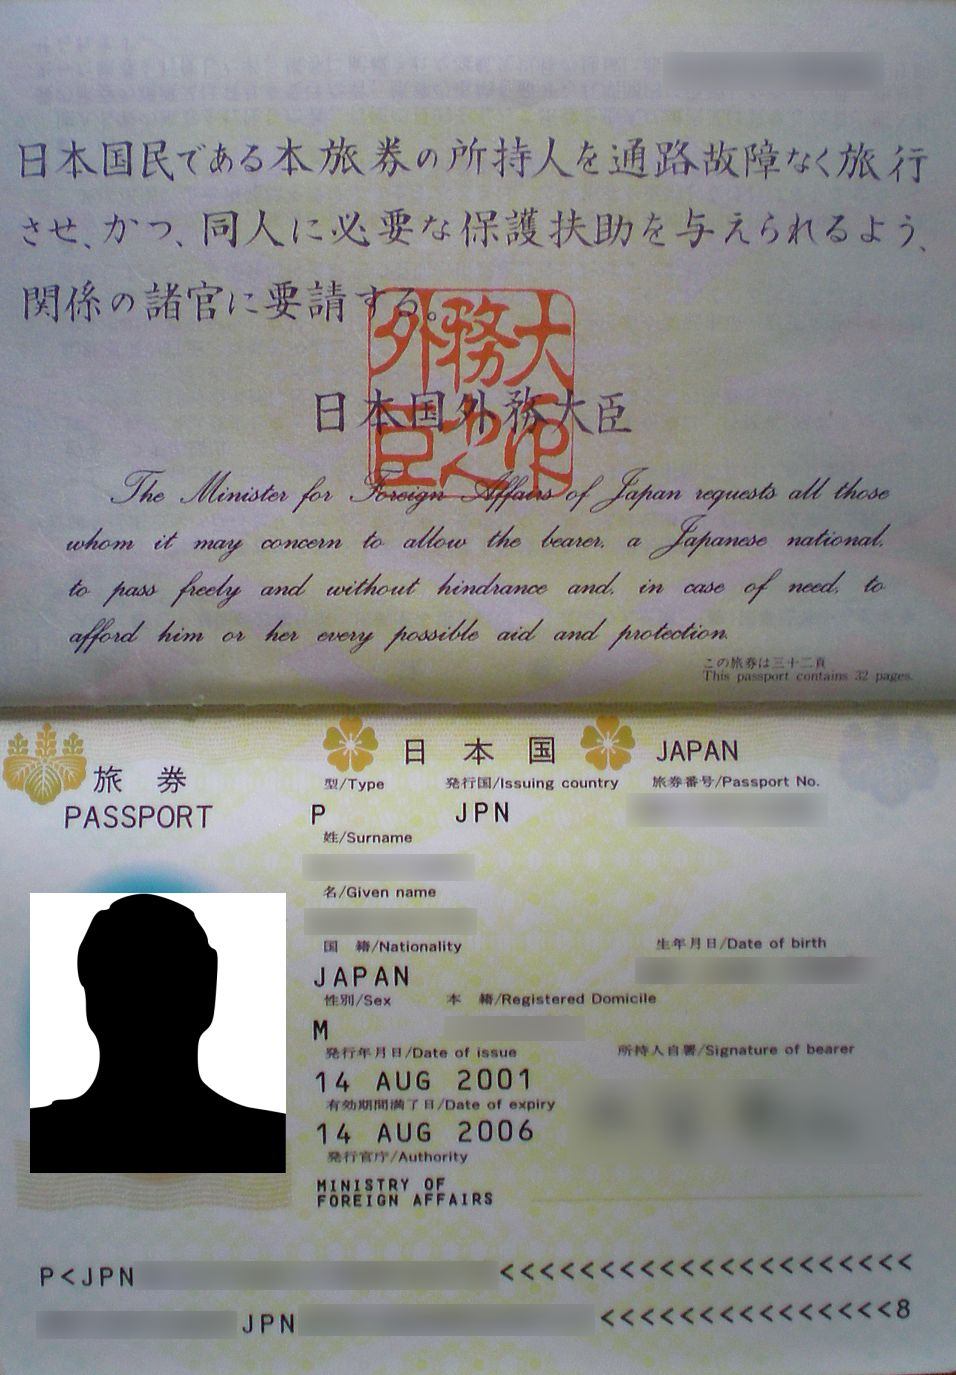 日本国民である本旅券の所持人を通路故障なく旅行
させ、かつ、同人に必要な保護扶助を与えられるよう、
関係の諸官に要請する。
日本国外務大臣
外務大
臣之印
The Minister for Foreign Affairs of Japan requests all those
whom it may concern to allow the bearer, a Japanese national,
to pass freely and without hindrance and, in case of need, to
afford him or her every possible aid and protection.
この旅券は三十二頁
This passport contains 32 pages.
旅券
PASSPORT
日本国 JAPAN
型/Type 発行国/Issuing country 旅券番号/Passport No.
P JPN
姓/Surname
名/Given name
国籍/Nationality 生年月日/Date of birth
JAPAN
性別/Sex 本籍/Registered Domicile
M
発行年月日/Date of issue 所持人自署/Signature of bearer
14 AUG 2001
有効期間満了日/Date of expiry
14 AUG 2006
発行官庁/Authority
MINISTRY OF
FOREIGN AFFAIRS
P<JPN <<<<<<<<<<<<<<<<<<<<<
JPN <<<<<<<<<<<<<<<8